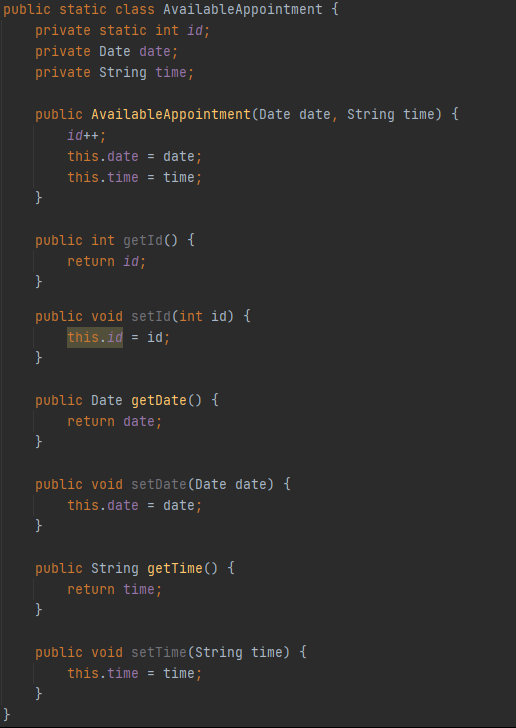 public static class AvailableAppointment {
    private static int id;
    private Date date;
    private String time;

    public AvailableAppointment(Date date, String time) {
        id++;
        this.date = date;
        this.time = time;
    }

    public int getId() {
        return id;
    }

    public void setId(int id) {
        this.id = id;
    }

    public Date getDate() {
        return date;
    }

    public void setDate(Date date) {
        this.date = date;
    }

    public String getTime() {
        return time;
    }

    public void setTime(String time) {
        this.time = time;
    }
}